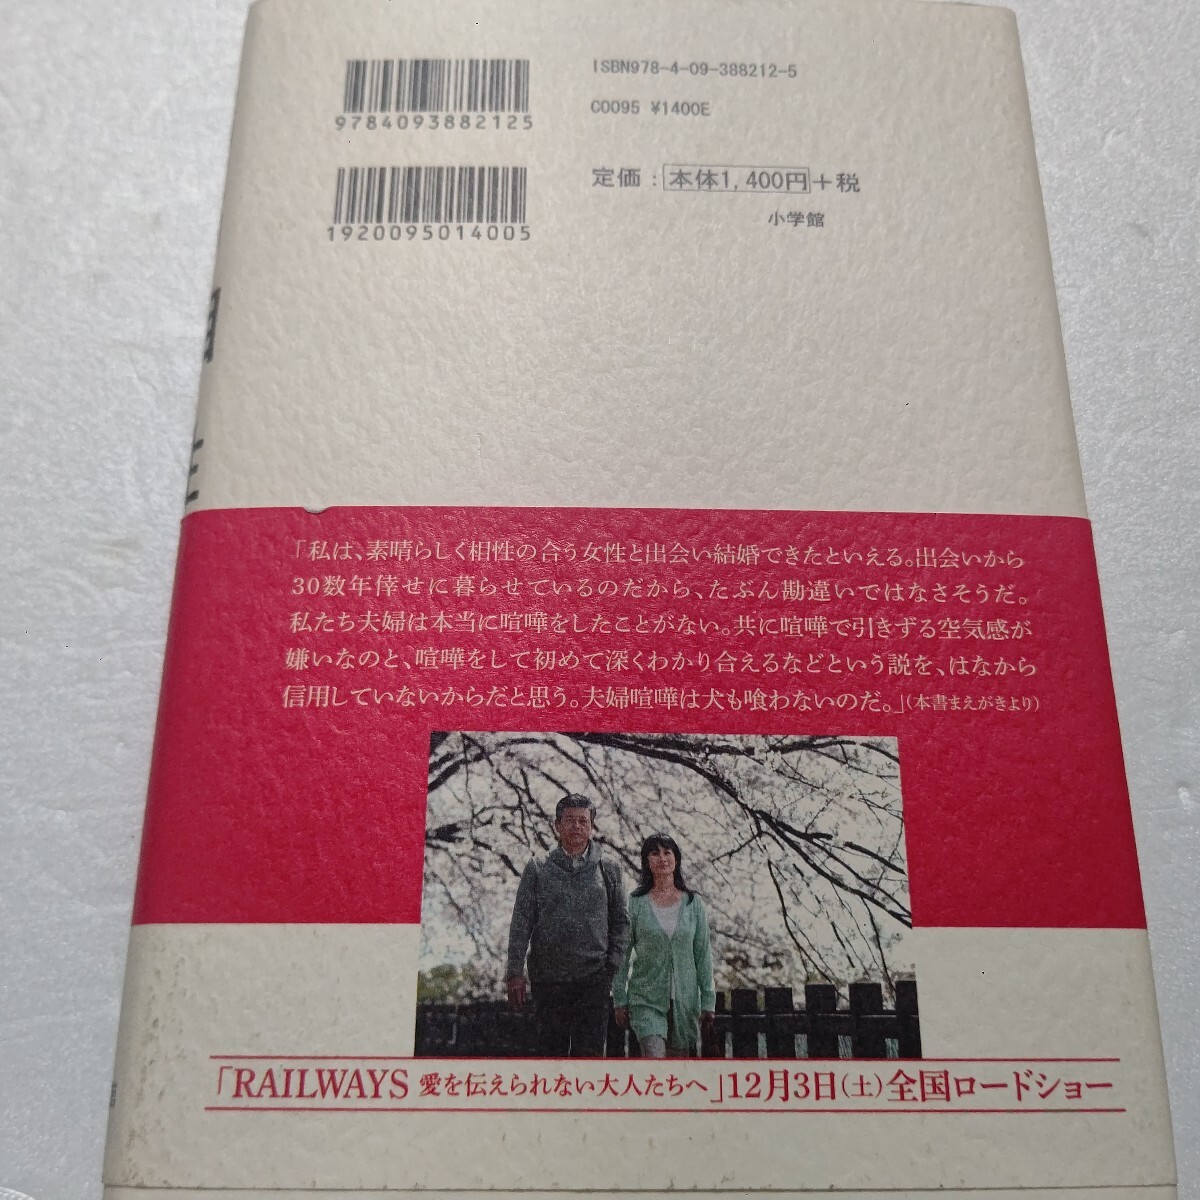 ISBN978-4-09-388212-5
9784093882125
C0095 ¥1400E
定価：本体1,400円＋税
1920095014005
小学館
「私は、素晴らしく相性の合う女性と出会い結婚できたといえる。出会いから
30数年倖せに暮らせているのだから、たぶん勘違いではなさそうだ。
私たち夫婦は本当に喧嘩をしたことがない。共に喧嘩で引きずる空気感が
嫌いなのと、喧嘩をして初めて深くわかり合えるなどという説を、はなから
信用していないからだと思う。夫婦喧嘩は犬も喰わないのだ。」（本書まえがきより）
「RAILWAYS 愛を伝えられない大人たちへ」12月3日（土）全国ロードショー